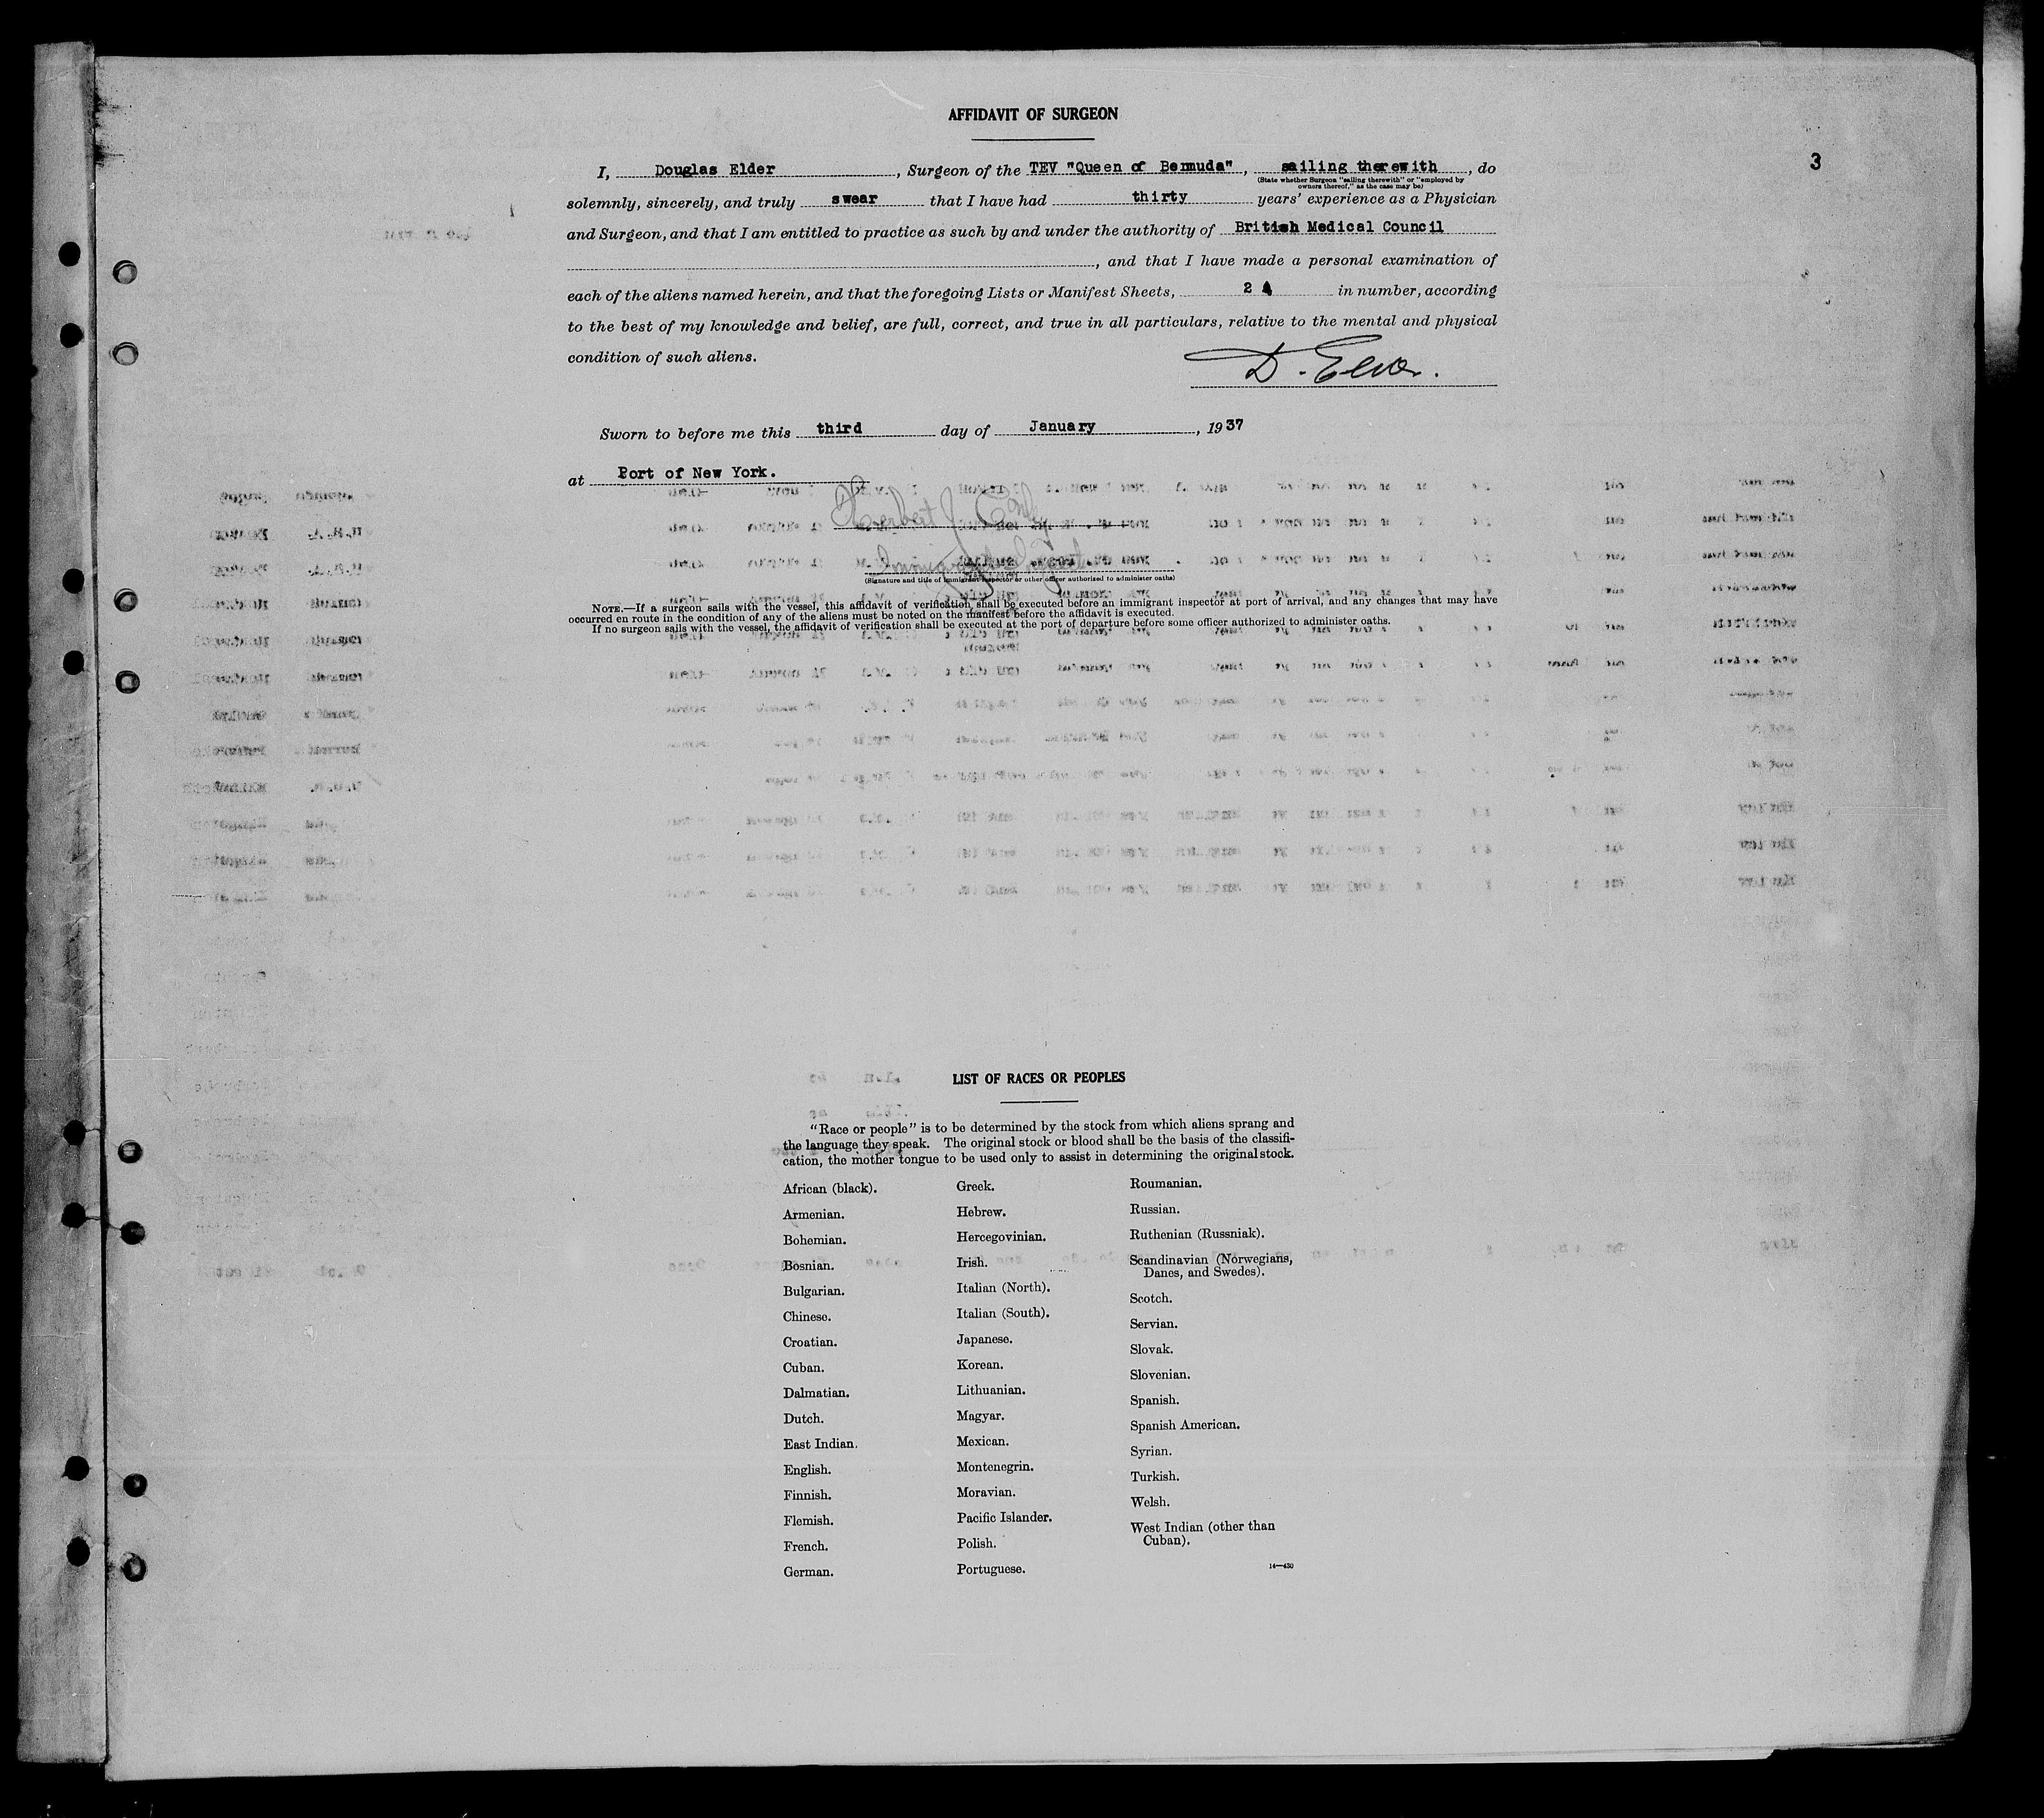 AFFIDAVIT OF SURGEON
3
I, Douglas Elder, Surgeon of the TEV "Queen of Bermuda", sailing therewith, do
(State whether Surgeon "sailing therewith" or "employed by
owners thereof," as the case may be)
solemnly, sincerely, and truly swear that I have had thirty years' experience as a Physician
and Surgeon, and that I am entitled to practice as such by and under the authority of British Medical Council
, and that I have made a personal examination of
each of the aliens named herein, and that the foregoing Lists or Manifest Sheets, 2 in number, according
to the best of my knowledge and belief, are full, correct, and true in all particulars, relative to the mental and physical
condition of such aliens.
D. Elder.
Sworn to before me this third day of January, 1937
at Port of New York.
Herbert J.
(Signature and title of immigrant inspector or other officer authorized to administer oaths)
NOTE.—If a surgeon sails with the vessel, this affidavit of verification shall be executed before an immigrant inspector at port of arrival, and any changes that may have
occurred en route in the condition of any of the aliens must be noted on the manifest before the affidavit is executed.
If no surgeon sails with the vessel, the affidavit of verification shall be executed at the port of departure before some officer authorized to administer oaths.
LIST OF RACES OR PEOPLES
"Race or people" is to be determined by the stock from which aliens sprang and
the language they speak. The original stock or blood shall be the basis of the classifi-
cation, the mother tongue to be used only to assist in determining the original stock.
African (black).
Armenian.
Bohemian.
Bosnian.
Bulgarian.
Chinese.
Croatian.
Cuban.
Dalmatian.
Dutch.
East Indian.
English.
Finnish.
Flemish.
French.
German.
Greek.
Hebrew.
Hercegovinian.
Irish.
Italian (North).
Italian (South).
Japanese.
Korean.
Lithuanian.
Magyar.
Mexican.
Montenegrin.
Moravian.
Pacific Islander.
Polish.
Portuguese.
Roumanian.
Russian.
Ruthenian (Russniak).
Scandinavian (Norwegians,
Danes, and Swedes).
Scotch.
Servian.
Slovak.
Slovenian.
Spanish.
Spanish American.
Syrian.
Turkish.
Welsh.
West Indian (other than
Cuban).
14—430